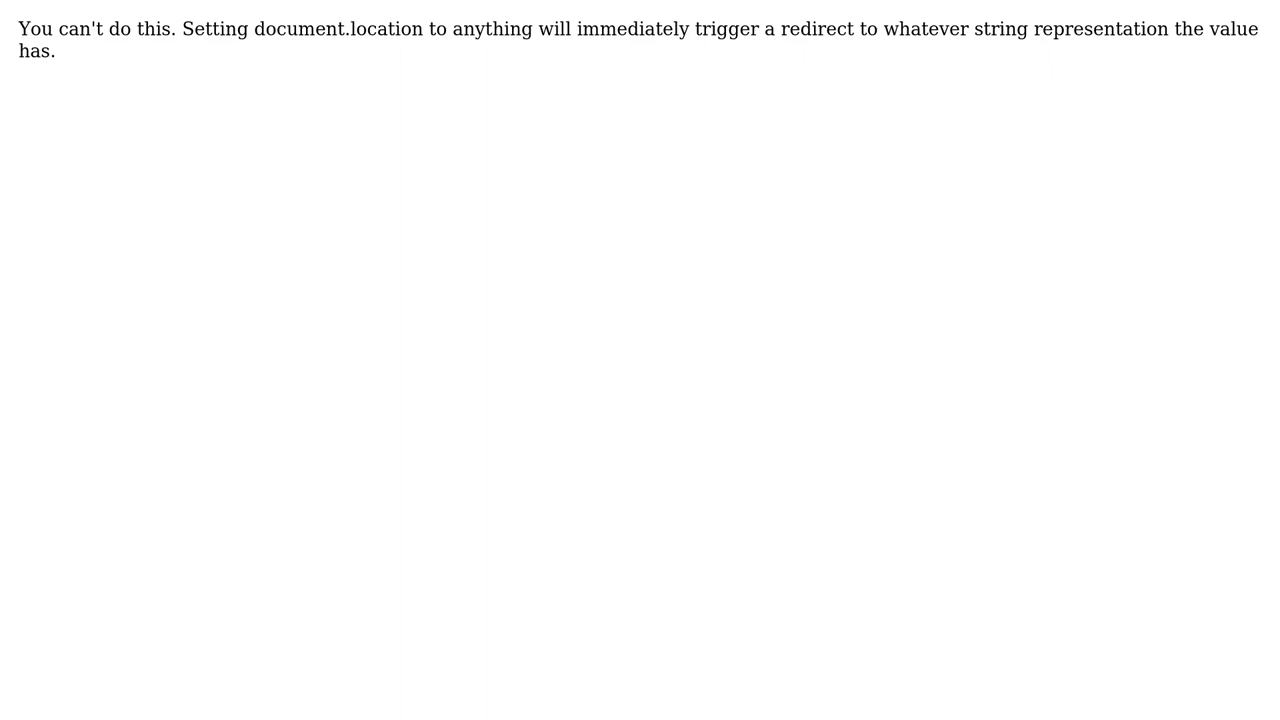 You can't do this. Setting document.location to anything will immediately trigger a redirect to whatever string representation the value
has.